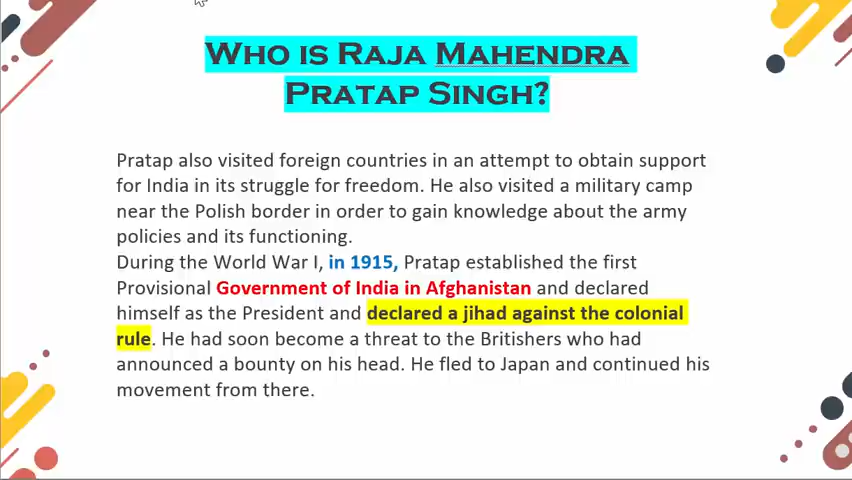 WHO IS RAJA MAHENDRA
PRATAP SINGH?
Pratap also visited foreign countries in an attempt to obtain support
for India in its struggle for freedom. He also visited a military camp
near the Polish border in order to gain knowledge about the army
policies and its functioning.
During the World War I, in 1915, Pratap established the first
Provisional Government of India in Afghanistan and declared
himself as the President and declared a jihad against the colonial
rule. He had soon become a threat to the Britishers who had
announced a bounty on his head. He fled to Japan and continued his
movement from there.